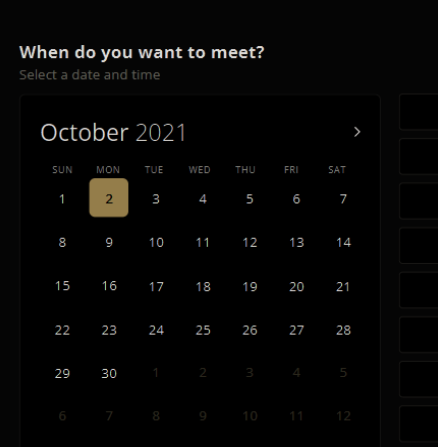 When do you want to meet?
Select a date and time
October 2021
SUN MON TUE WED THU FRI SAT
1 2 3 4 5 6 7
8 9 10 11 12 13 14
15 16 17 18 19 20 21
22 23 24 25 26 27 28
29 30 1 2 3 4 5
6 7 8 9 10 11 12